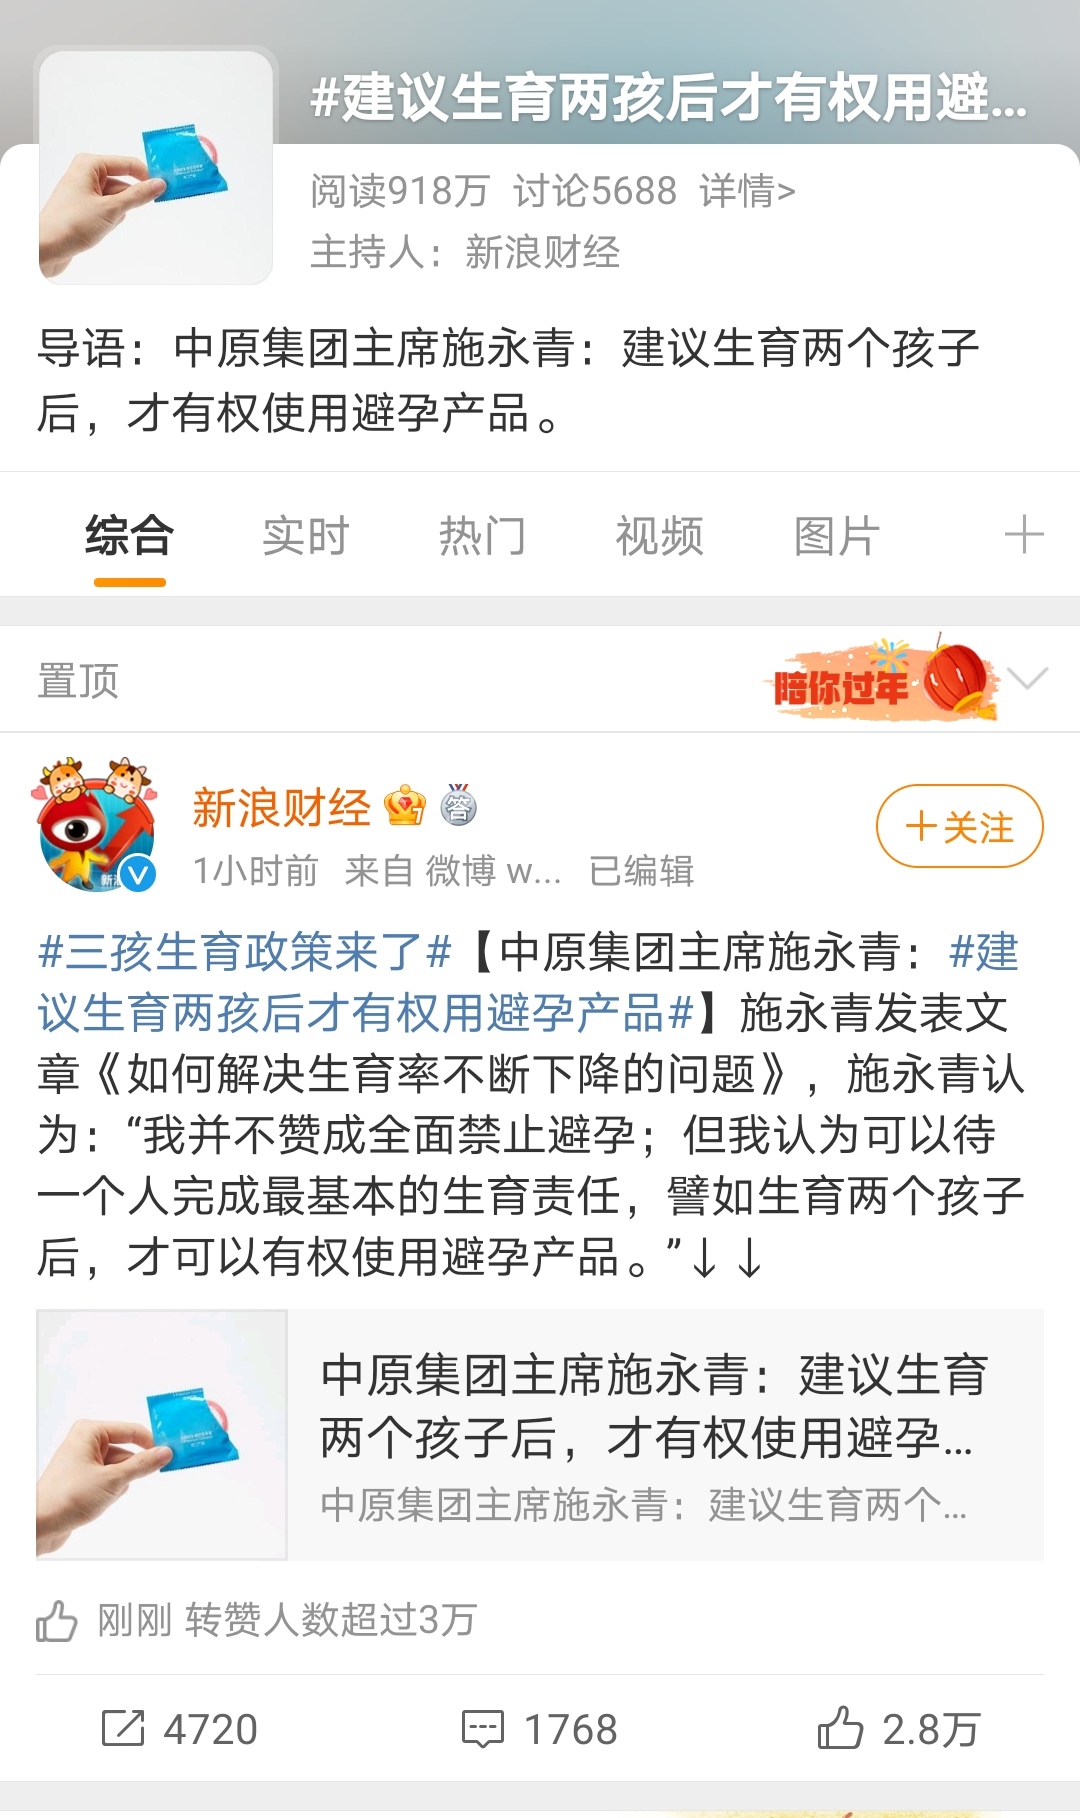 #建议生育两孩后才有权用避...
阅读918万 讨论5688 详情>
主持人：新浪财经
导语：中原集团主席施永青：建议生育两个孩子
后，才有权使用避孕产品。
综合 实时 热门 视频 图片
置顶
陪你过年
新浪财经
答
1小时前 来自 微博 w... 已编辑
+关注
#三孩生育政策来了#【中原集团主席施永青：#建
议生育两孩后才有权用避孕产品#】施永青发表文
章《如何解决生育率不断下降的问题》，施永青认
为：“我并不赞成全面禁止避孕；但我认为可以待
一个人完成最基本的生育责任，譬如生育两个孩子
后，才可以有权使用避孕产品。”↓↓
中原集团主席施永青：建议生育
两个孩子后，才有权使用避孕...
中原集团主席施永青：建议生育两个...
刚刚 转赞人数超过3万
4720 1768 2.8万